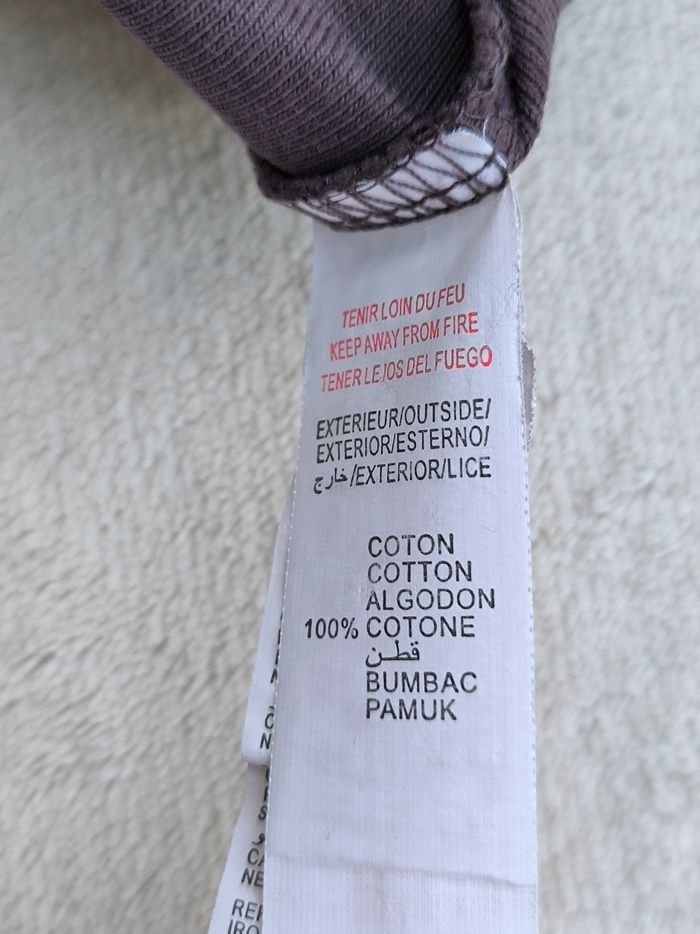 TENIR LOIN DU FEU
KEEP AWAY FROM FIRE
TENER LEJOS DEL FUEGO
EXTERIEUR/OUTSIDE/
EXTERIOR/ESTERNO/
خارج/EXTERIOR/LICE
COTON
COTTON
ALGODON
100% COTONE
قطن
BUMBAC
PAMUK